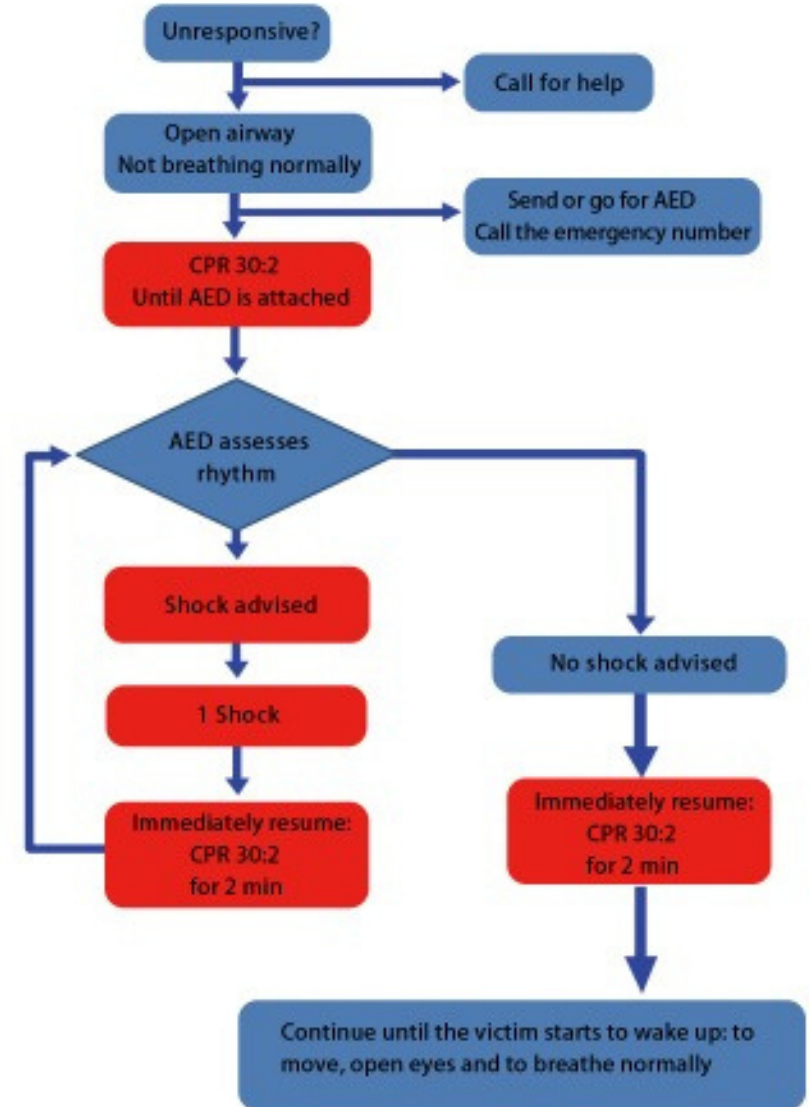 Unresponsive?
Call for help
Open airway
Not breathing normally
Send or go for AED
Call the emergency number
CPR 30:2
Until AED is attached
AED assesses
rhythm
Shock advised
1 Shock
Immediately resume:
CPR 30:2
for 2 min
No shock advised
Immediately resume:
CPR 30:2
for 2 min
Continue until the victim starts to wake up: to
move, open eyes and to breathe normally